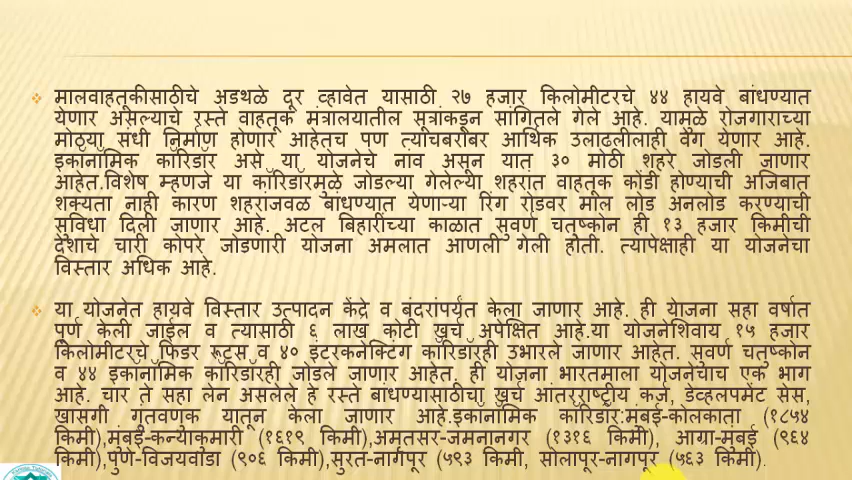 मालवाहतूकीसाठीचे अडथळे दूर व्हावेत यासाठी २७ हजार किलोमीटरचे ४४ हायवे बांधण्यात
येणार असल्याचे रस्ते वाहतूक मंत्रालयातील सूत्रांकडून सांगितले गेले आहे. यामुळे रोजगाराच्या
मोठ्या संधी निर्माण होणार आहेतच पण त्याचबरोबर आर्थिक उलाढलीलाही वेग येणार आहे.
इकॉनॉमिक कॉरिडॉर असे या योजनेचे नांव असून यात ३० मोठी शहरे जोडली जाणार
आहेत.विशेष म्हणजे या कॉरिडॉरमुळे जोडल्या गेलेल्या शहरात वाहतूक कोंडी होण्याची अजिबात
शक्यता नाही कारण शहरांजवळ बांधण्यात येणाऱ्या रिंग रोडवर माल लोड अनलोड करण्याची
सुविधा दिली जाणार आहे. अटल बिहारींच्या काळात सुवर्ण चतुष्कोन ही १३ हजार किमीची
देशाचे चारी कोपरे जोडणारी योजना अमलात आणली गेली होती. त्यापेक्षाही या योजनेचा
विस्तार अधिक आहे.
या योजनेत हायवे विस्तार उत्पादन केंद्रे व बंदरांपर्यंत केला जाणार आहे. ही येाजना सहा वर्षात
पूर्ण केली जाईल व त्यासाठी ६ लाख कोटी खुर्च अपेक्षित आहे.या योजनेशिवाय १५ हजार
किलोमीटरचे फिडर रूट्स व ४० इंटरकनेक्टिंग कॉरिडॉरही उभारले जाणार आहेत. सुवर्ण चतुष्कोन
व ४४ इकॉनॉमिक कॉरिडॉरही जोडले जाणार आहेत. ही योजना भारतमाला योजनेचाच एक भाग
आहे. चार ते सहा लेन असलेले हे रस्ते बांधण्यासाठीचा खुर्च आतरराष्ट्रीय कर्ज, डेव्हलपमेंट सेस,
खासगी गुंतवणूक यातून केला जाणार आहे.इकॉनॉमिक कॉरिडॉर:मुंबई-कोलकाता (१८५४
किमी),मुंबई-कन्याकुमारी (१६१९ किमी),अमृतसर-जमनानगर (१३१६ किमी), आग्रा-मुंबई (९६४
किमी),पुणे-विजयवाडा (९०६ किमी),सुरत-नागपूर (५९३ किमी, सोलापूर-नागपूर (५६३ किमी).